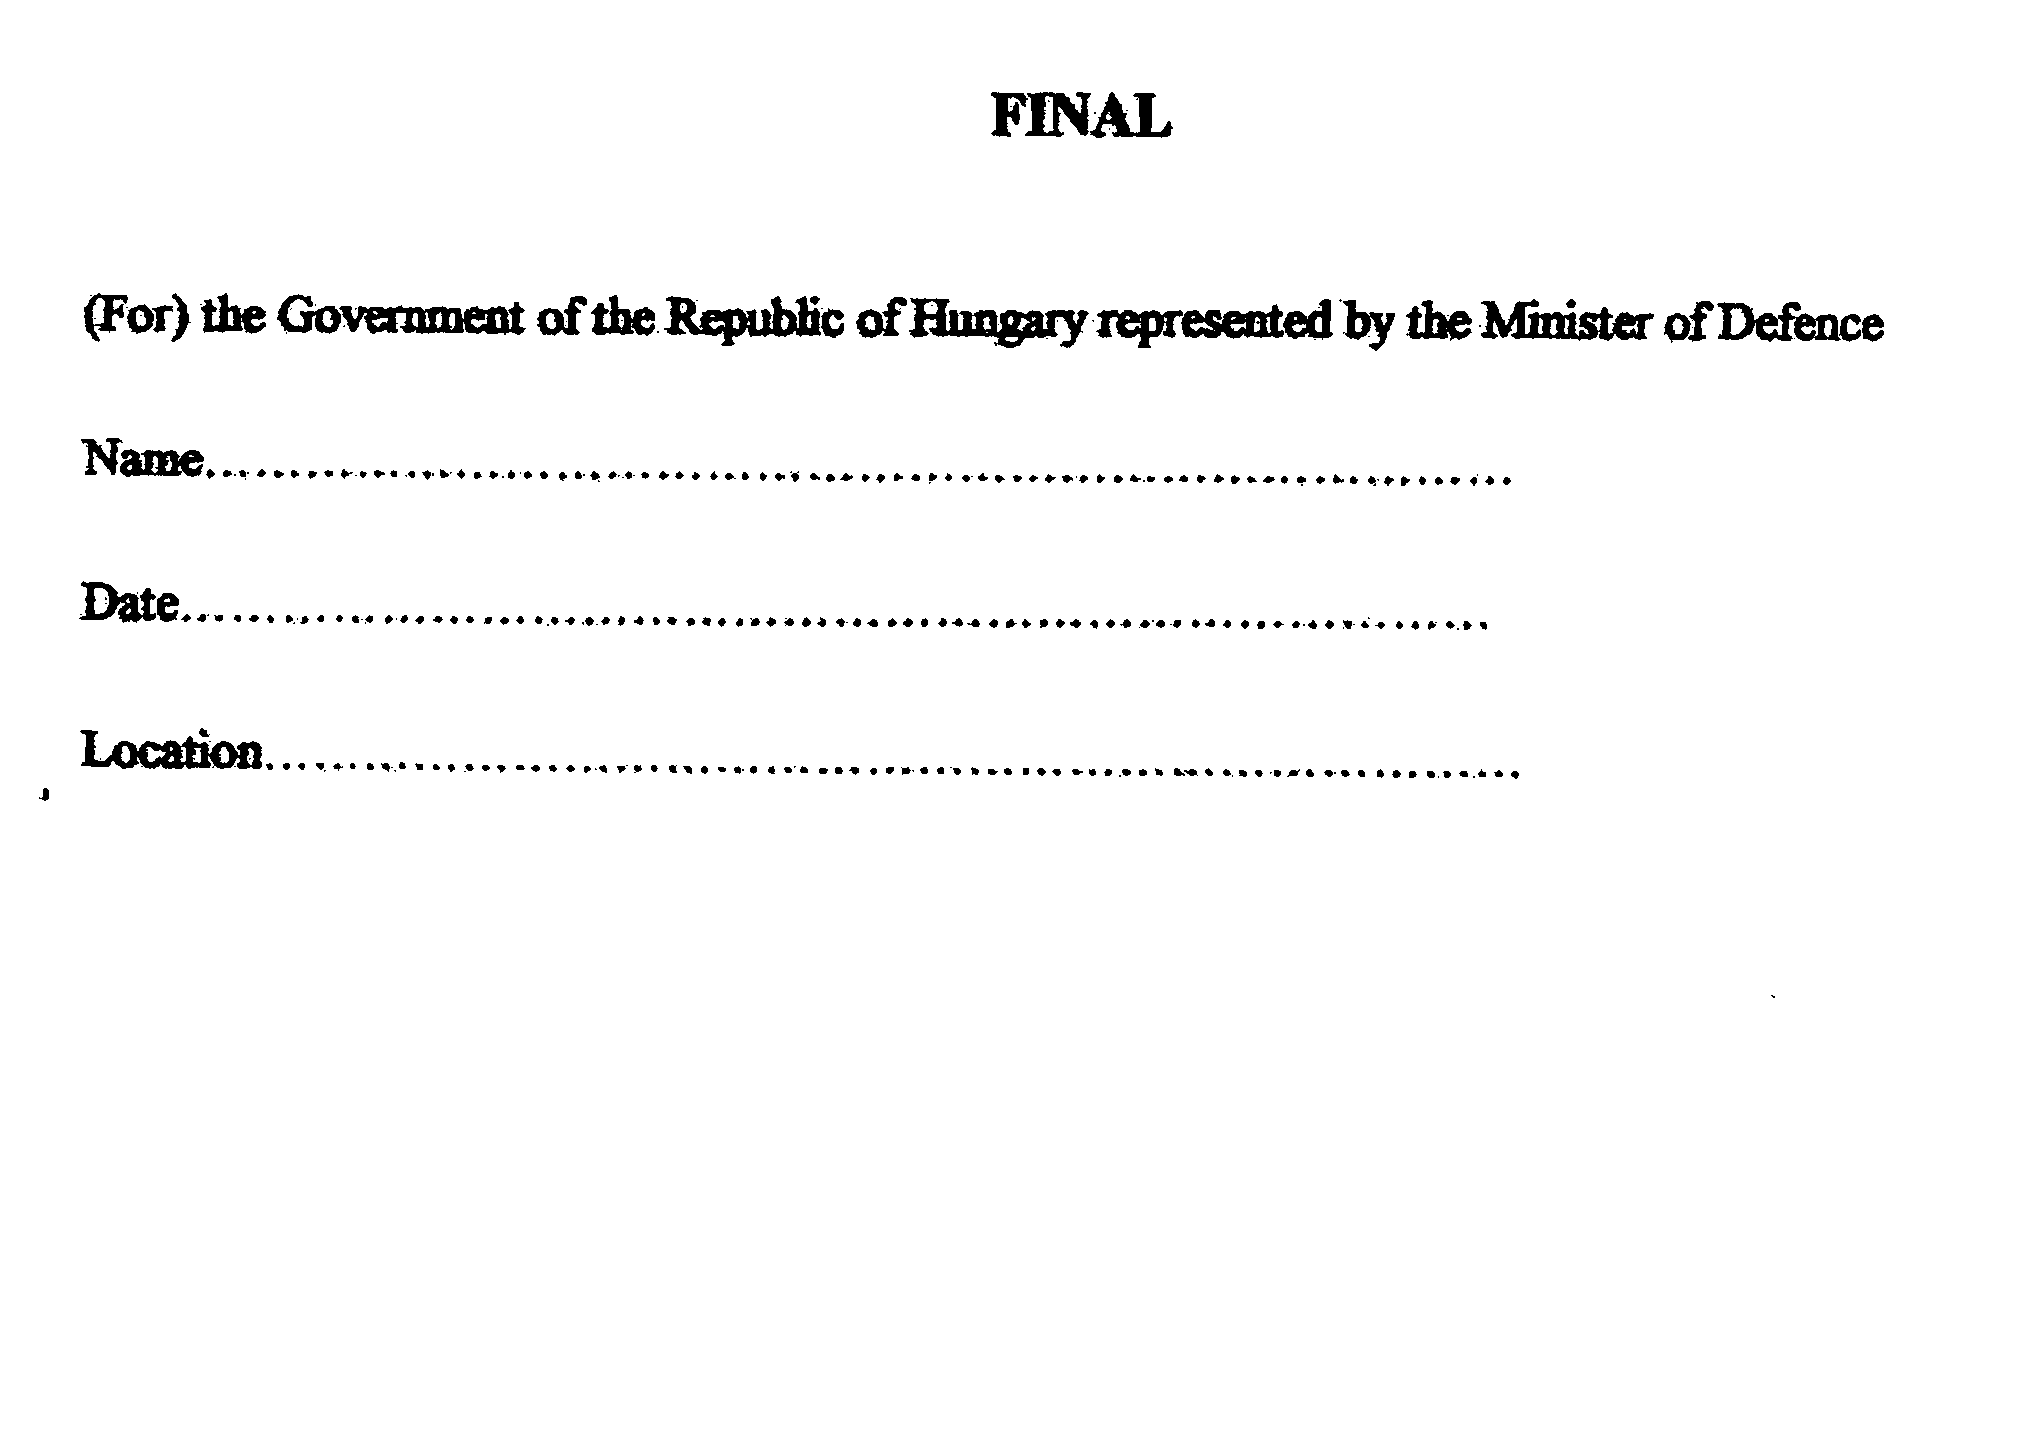 FINAL
(For) the Government of the Republic of Hungary represented by the Minister of Defence
Name..............................................................................
Date..............................................................................
Location...........................................................................